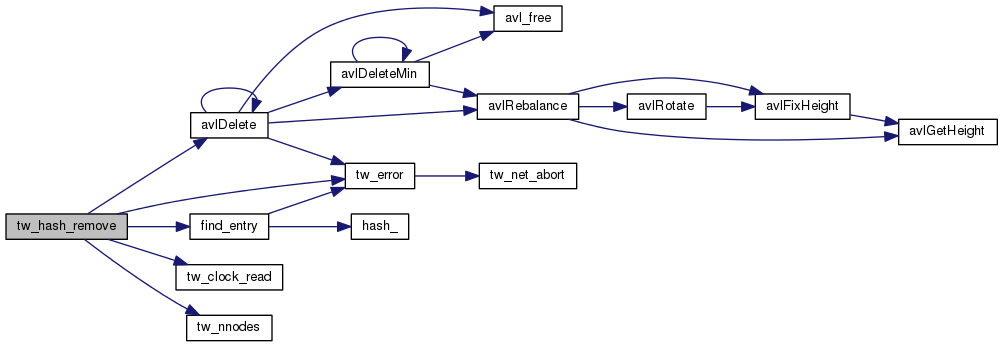 avl_free
avlDeleteMin
avlRebalance
avlRotate
avlFixHeight
avlDelete
avlGetHeight
tw_error
tw_net_abort
tw_hash_remove
find_entry
hash_
tw_clock_read
tw_nnodes